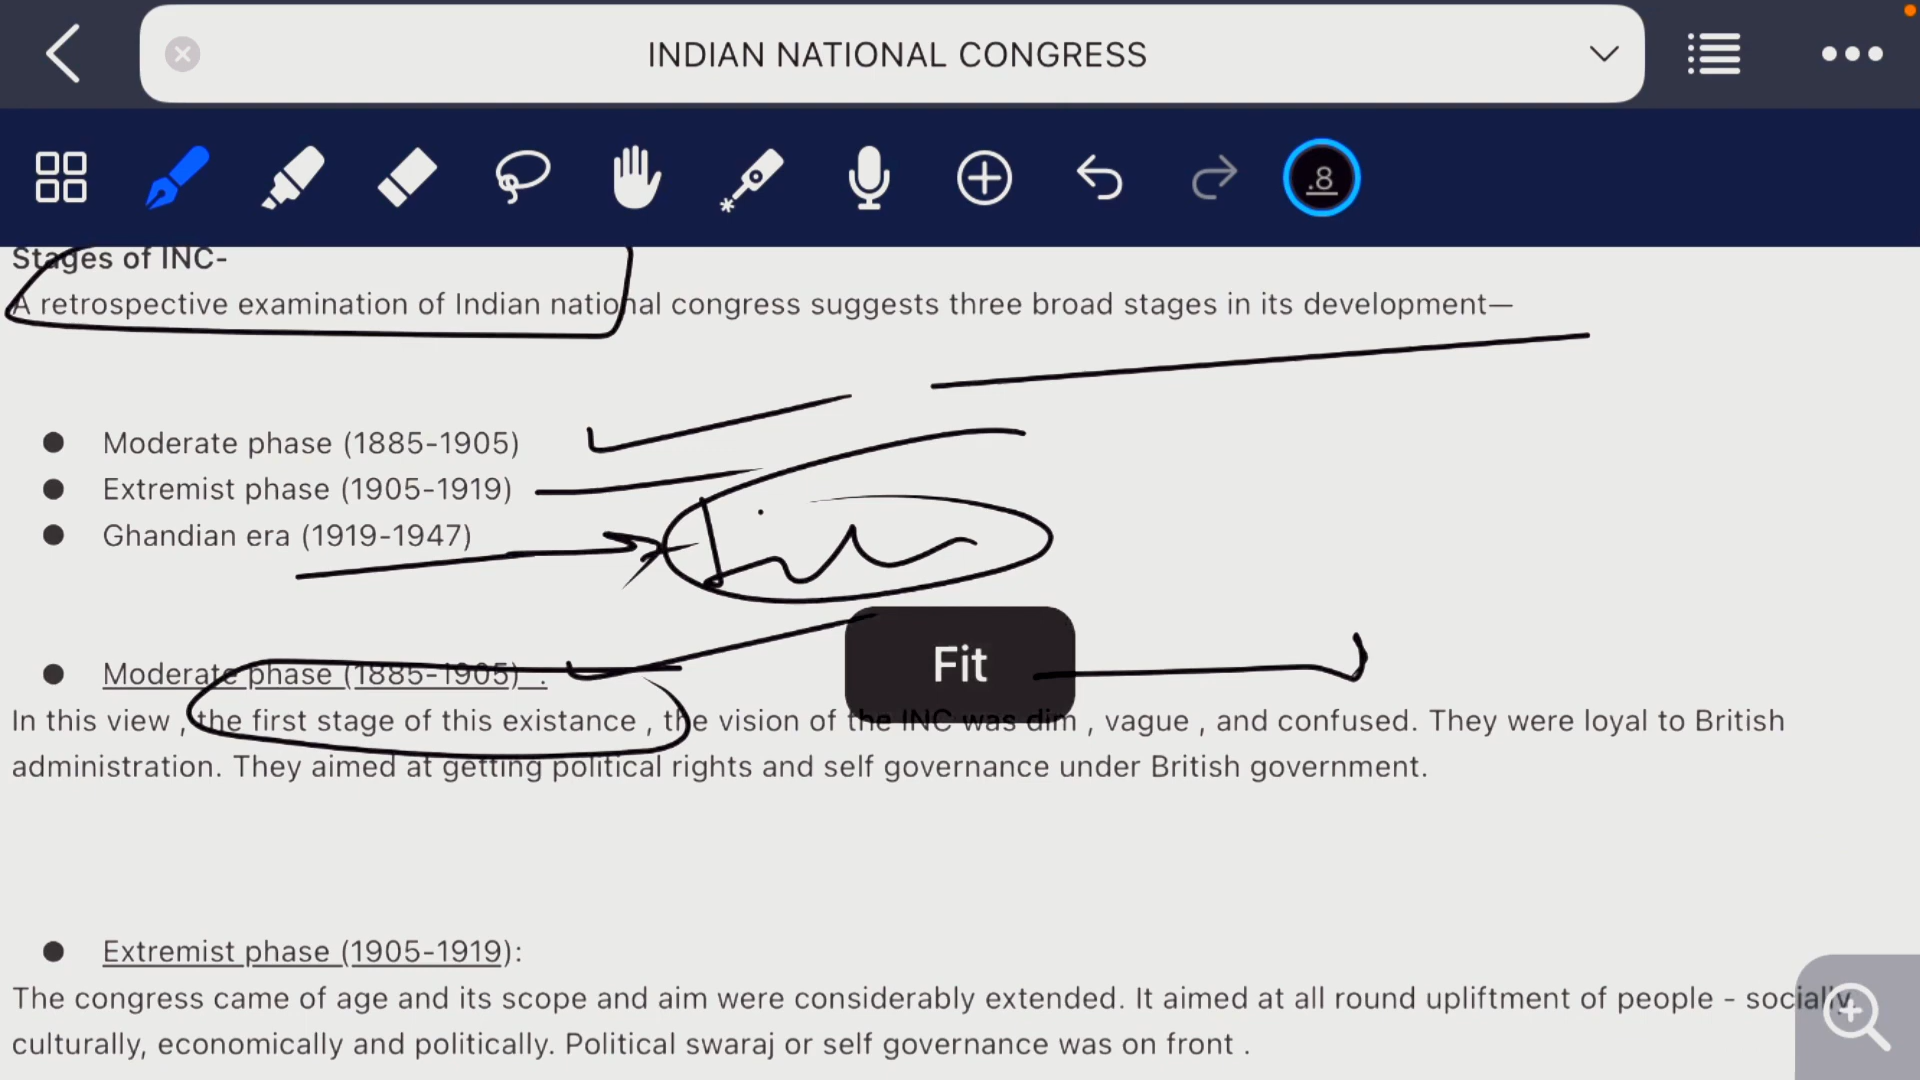 INDIAN NATIONAL CONGRESS
.8
Stages of INC-
A retrospective examination of Indian national congress suggests three broad stages in its development—
● Moderate phase (1885-1905)
● Extremist phase (1905-1919)
● Ghandian era (1919-1947)
Fit
● Moderate phase (1885-1905) :
In this view , the first stage of this existance , the vision of the INC was dim , vague , and confused. They were loyal to British
administration. They aimed at getting political rights and self governance under British government.
● Extremist phase (1905-1919):
The congress came of age and its scope and aim were considerably extended. It aimed at all round upliftment of people - socially,
culturally, economically and politically. Political swaraj or self governance was on front .